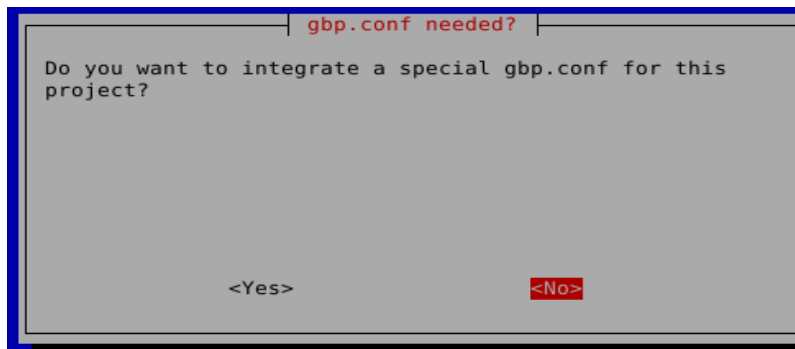 gbp.conf needed?
Do you want to integrate a special gbp.conf for this
project?
<Yes> <No>